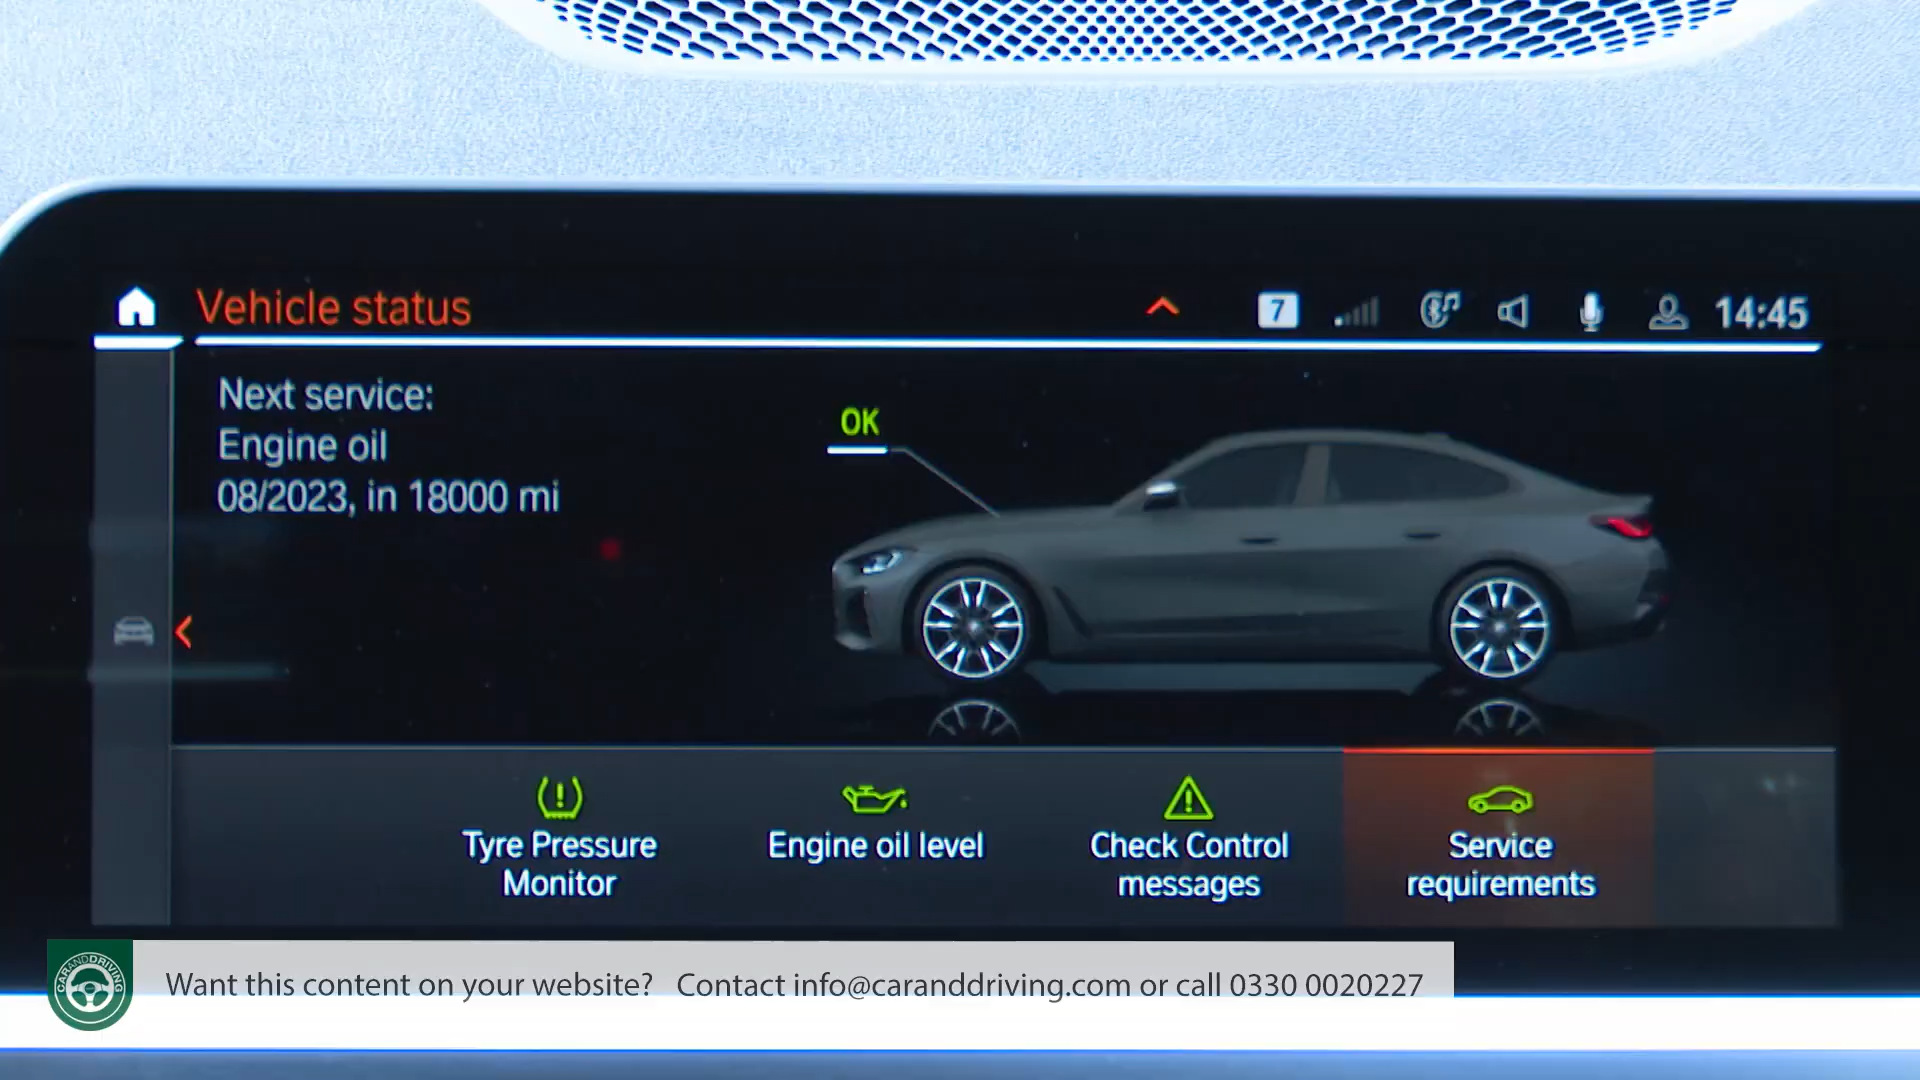 Vehicle status
7
14:45
Next service:
Engine oil
08/2023, in 18000 mi
OK
Tyre Pressure
Monitor
Engine oil level
Check Control
messages
Service
requirements
CARANDDRIVING
Want this content on your website? Contact info@caranddriving.com or call 0330 0020227